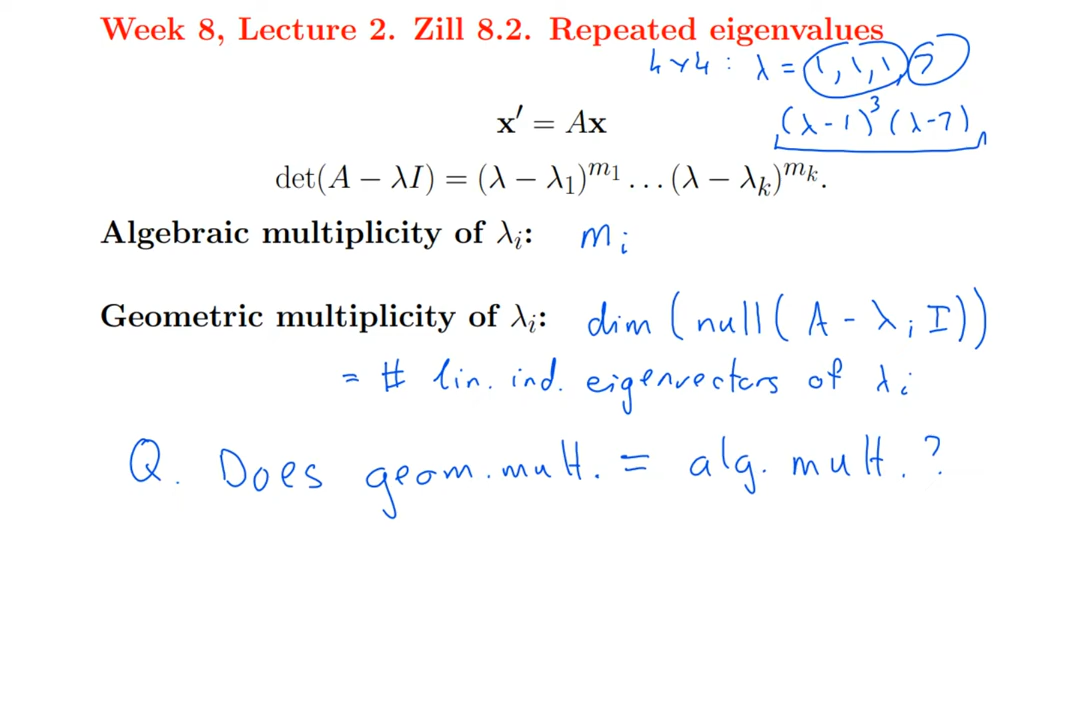 Week 8, Lecture 2. Zill 8.2. Repeated eigenvalues
4×4 : λ = 1, 1, 1, 7
x′ = Ax
(λ - 1)³ (λ - 7)
det(A − λI) = (λ − λ₁)^{m₁} … (λ − λₖ)^{mₖ}.
Algebraic multiplicity of λᵢ: mᵢ
Geometric multiplicity of λᵢ: dim (null (A - λᵢ I))
= # lin. ind. eigenvectors of λᵢ
Q. Does geom. mult. = alg. mult. ?